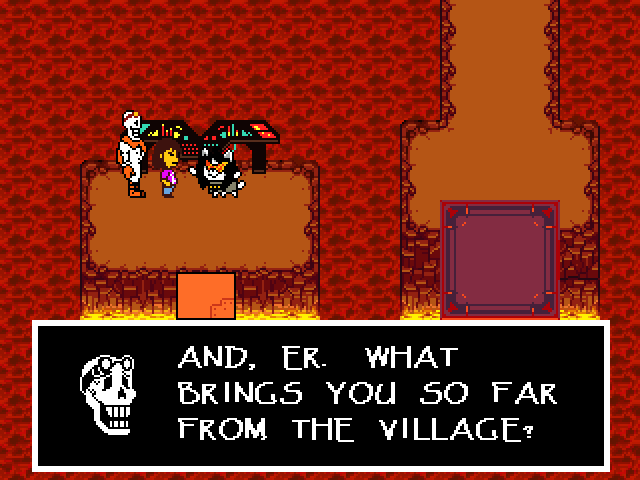 AND, ER. WHAT
BRINGS YOU SO FAR
FROM THE VILLAGE?